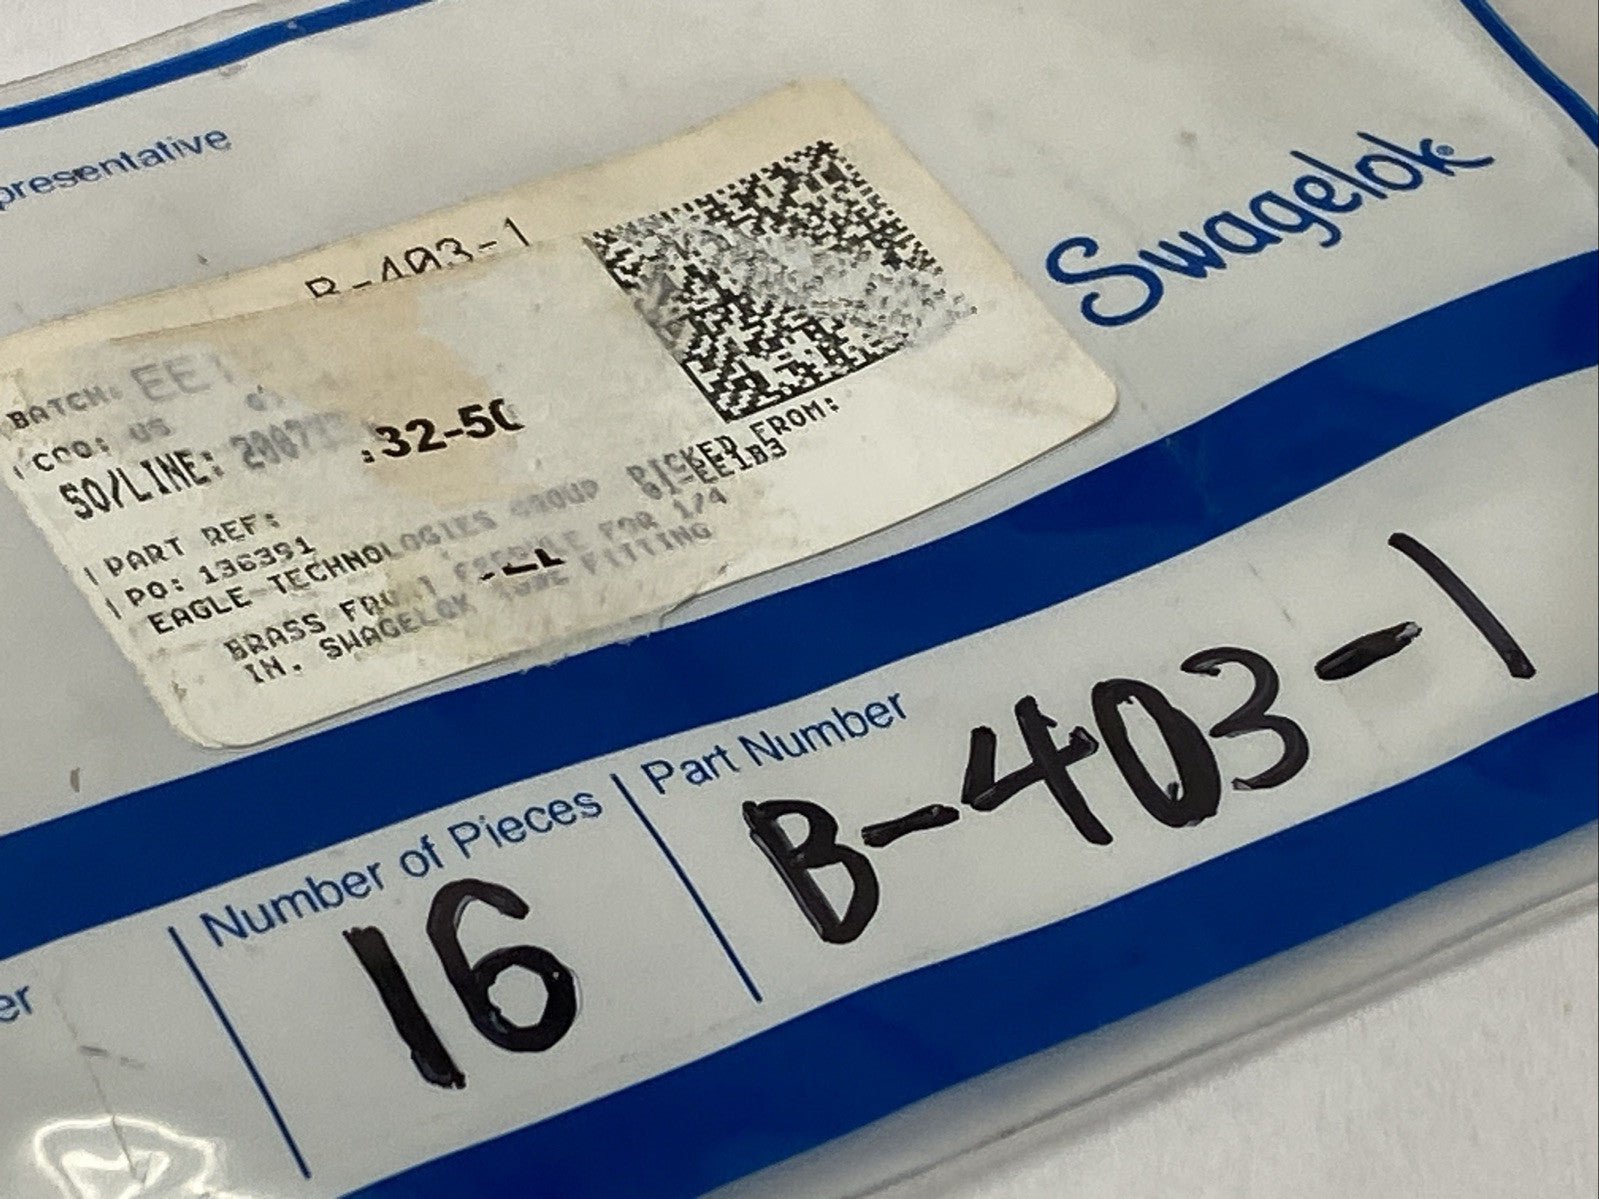 presentative
Swagelok®
B-403-1
BATCH: EE1
COO: US
SO/LINE:
.32-50
PICKED FROM:
EE1B3
PART REF:
PO: 136391
EAGLE TECHNOLOGIES GROUP
BRASS FERRULE FOR 1/4
IN. SWAGELOK TUBE FITTING
er
Number of Pieces
16
Part Number
B-403-1